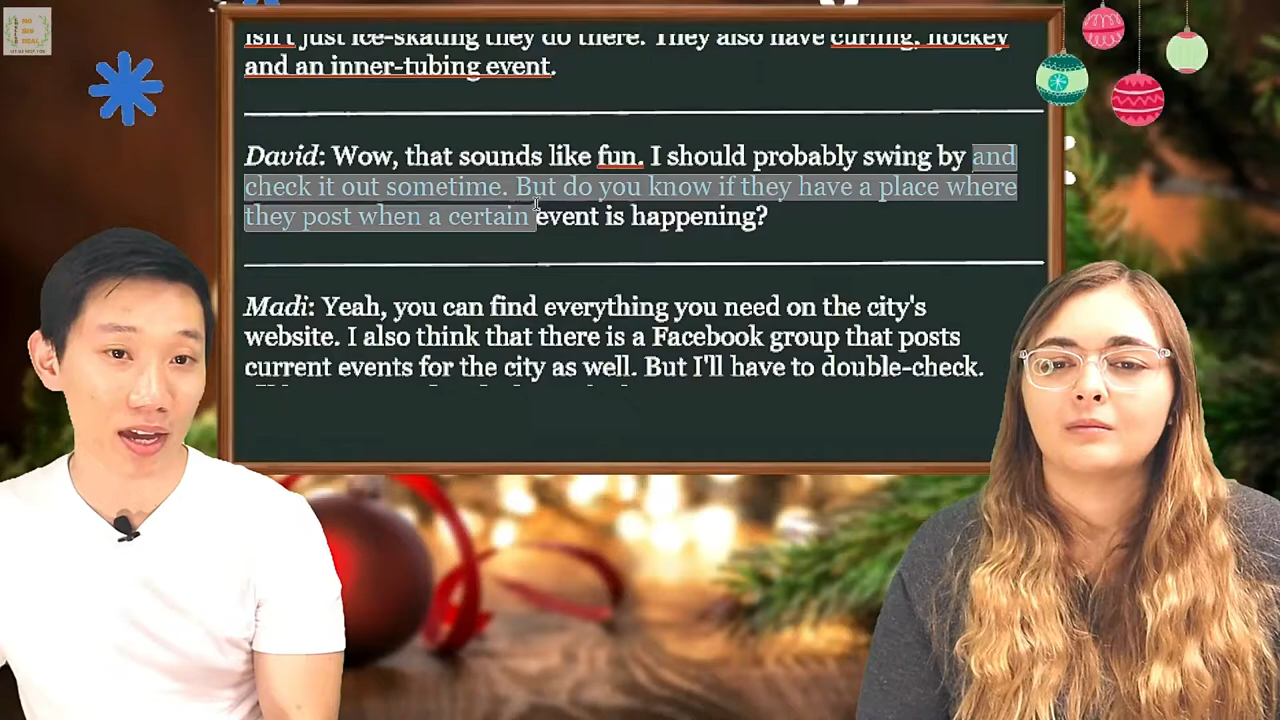 isn't just ice-skating they do there. They also have curling, hockey
and an inner-tubing event.
David: Wow, that sounds like fun. I should probably swing by and
check it out sometime. But do you know if they have a place where
they post when a certain event is happening?
Madi: Yeah, you can find everything you need on the city's
website. I also think that there is a Facebook group that posts
current events for the city as well. But I'll have to double-check.